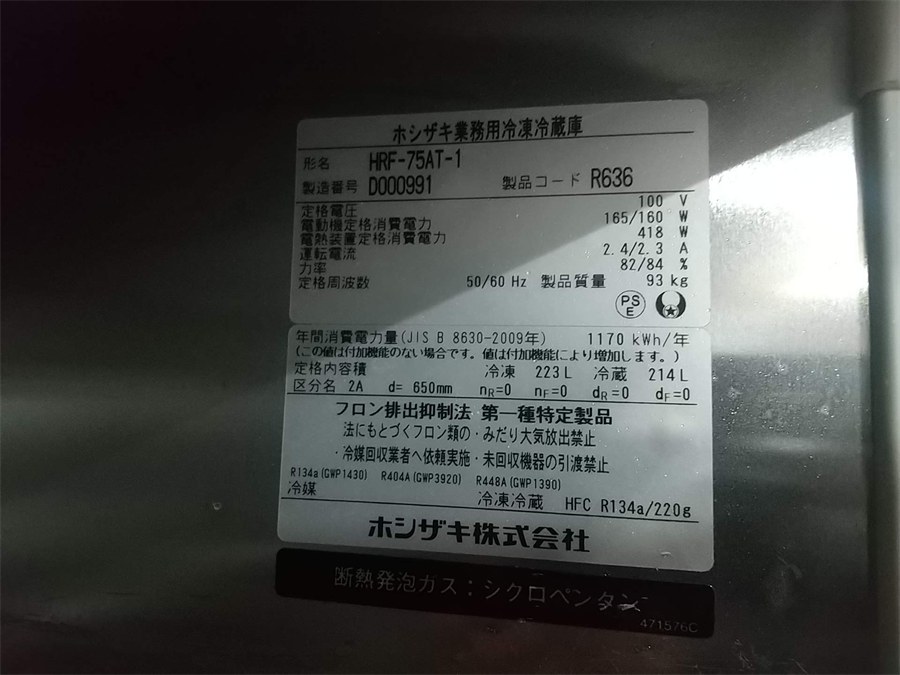 ホシザキ業務用冷凍冷蔵庫
形名 HRF-75AT-1
製造番号 D000991 製品コード R636
定格電圧 100 V
電動機定格消費電力 165/160 W
電熱装置定格消費電力 418 W
運転電流 2.4/2.3 A
力率 82/84 %
定格周波数 50/60 Hz 製品質量 93 kg
PS E
年間消費電力量(JIS B 8630-2009年) 1170 kWh/年
(この値は付加機能のない場合です。値は付加機能により増加します。)
定格内容積 冷凍 223 L 冷蔵 214 L
区分名 2A d= 650mm nR=0 nF=0 dR=0 dF=0
フロン排出抑制法 第一種特定製品
法にもとづくフロン類の・みだり大気放出禁止
・冷媒回収業者へ依頼実施・未回収機器の引渡禁止
R134a(GWP1430) R404A(GWP3920) R448A(GWP1390)
冷媒 冷凍冷蔵 HFC R134a/220g
ホシザキ株式会社
断熱発泡ガス:シクロペンタン
471576C